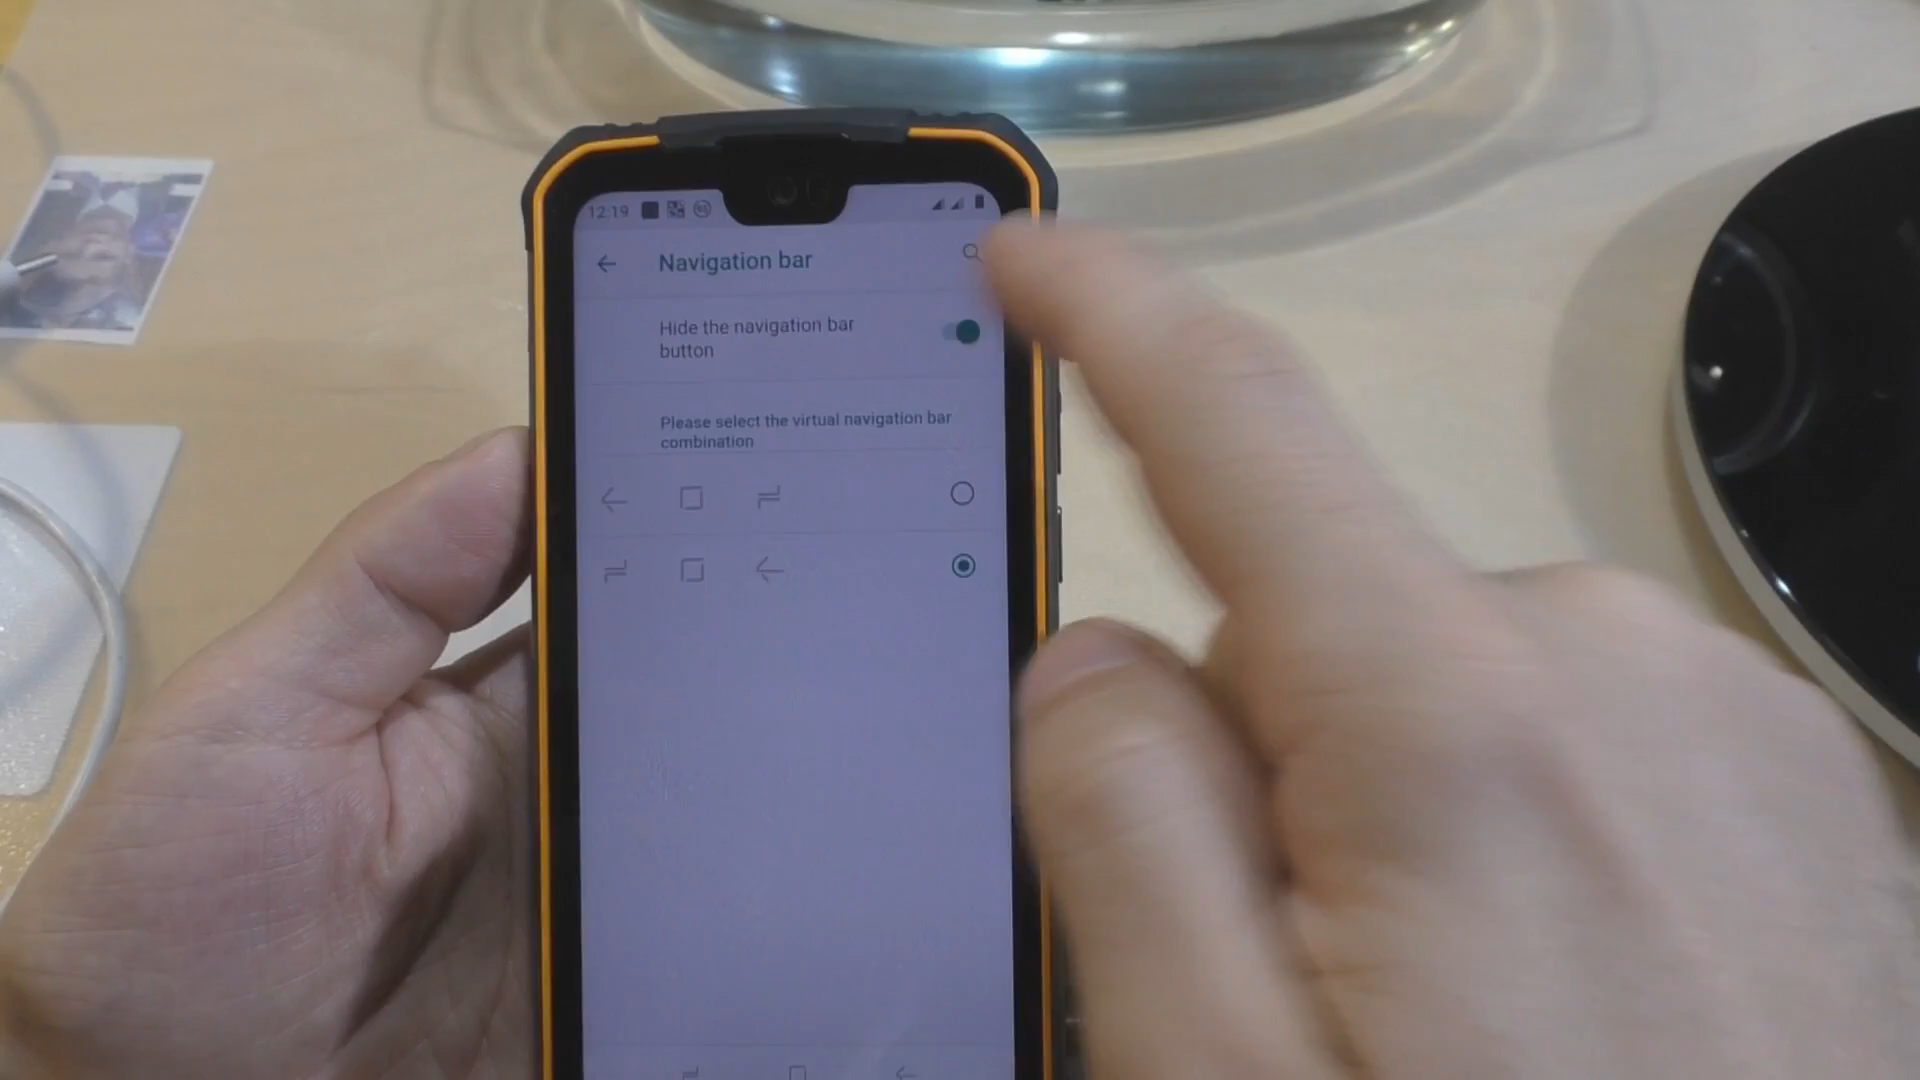 12:19
Navigation bar
Hide the navigation bar
button
Please select the virtual navigation bar
combination